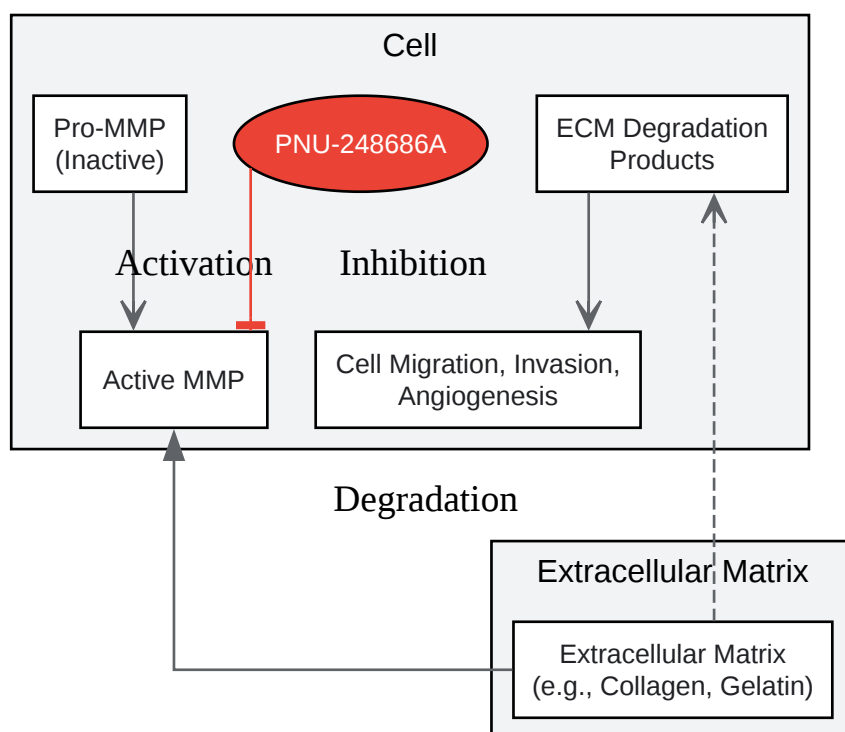 Cell
Pro-MMP
(Inactive)
PNU-248686A
ECM Degradation
Products
Activation
Inhibition
Active MMP
Cell Migration, Invasion,
Angiogenesis
Degradation
Extracellular Matrix
Extracellular Matrix
(e.g., Collagen, Gelatin)